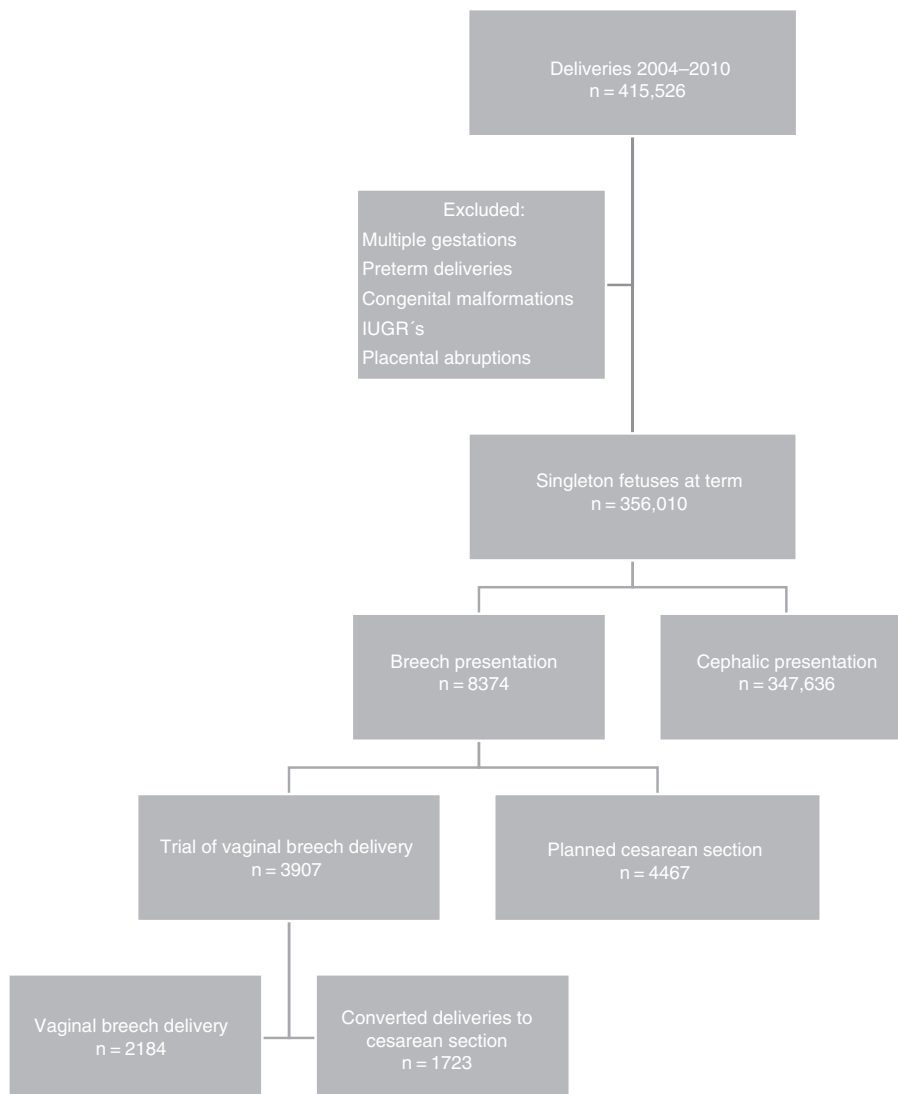 Deliveries 2004–2010
n = 415,526
Excluded:
Multiple gestations
Preterm deliveries
Congenital malformations
IUGR´s
Placental abruptions
Singleton fetuses at term
n = 356,010
Breech presentation
n = 8374
Cephalic presentation
n = 347,636
Trial of vaginal breech delivery
n = 3907
Planned cesarean section
n = 4467
Vaginal breech delivery
n = 2184
Converted deliveries to
cesarean section
n = 1723